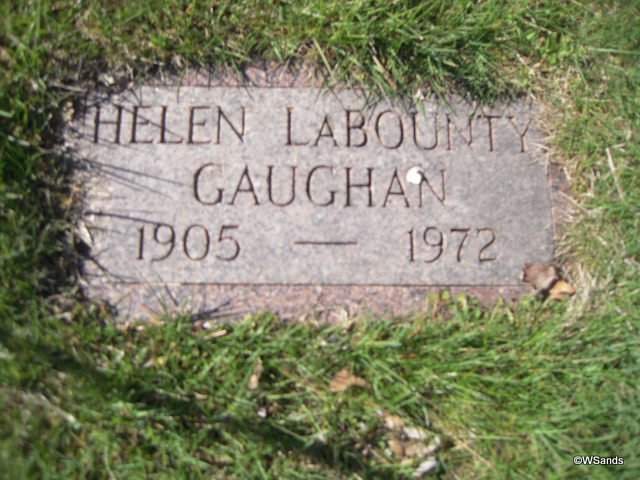 HELEN LABOUNTY
GAUGHAN
1905 — 1972
©WSands